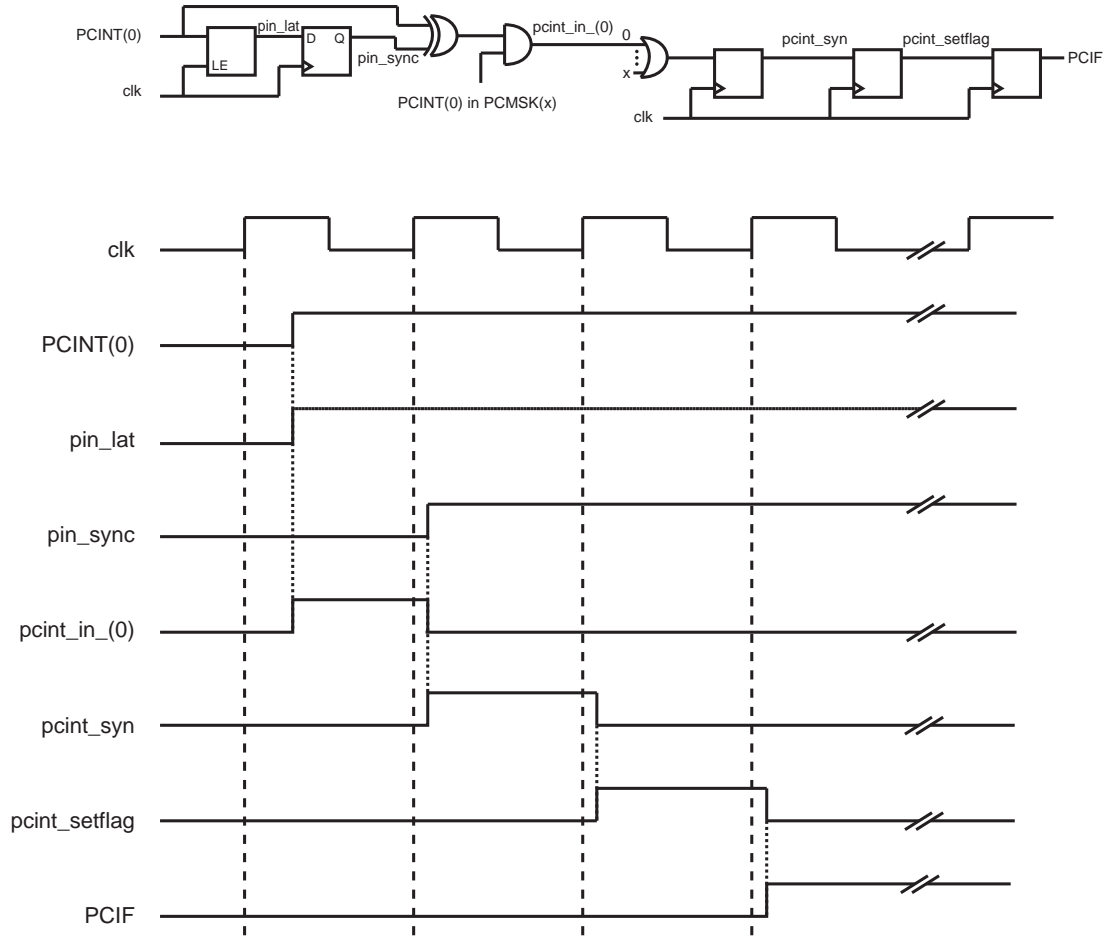 PCINT(0)
pin_lat
D Q
LE
pin_sync
clk
PCINT(0) in PCMSK(x)
pcint_in_(0)
0
x
clk
pcint_syn
pcint_setflag
PCIF
clk
PCINT(0)
pin_lat
pin_sync
pcint_in_(0)
pcint_syn
pcint_setflag
PCIF